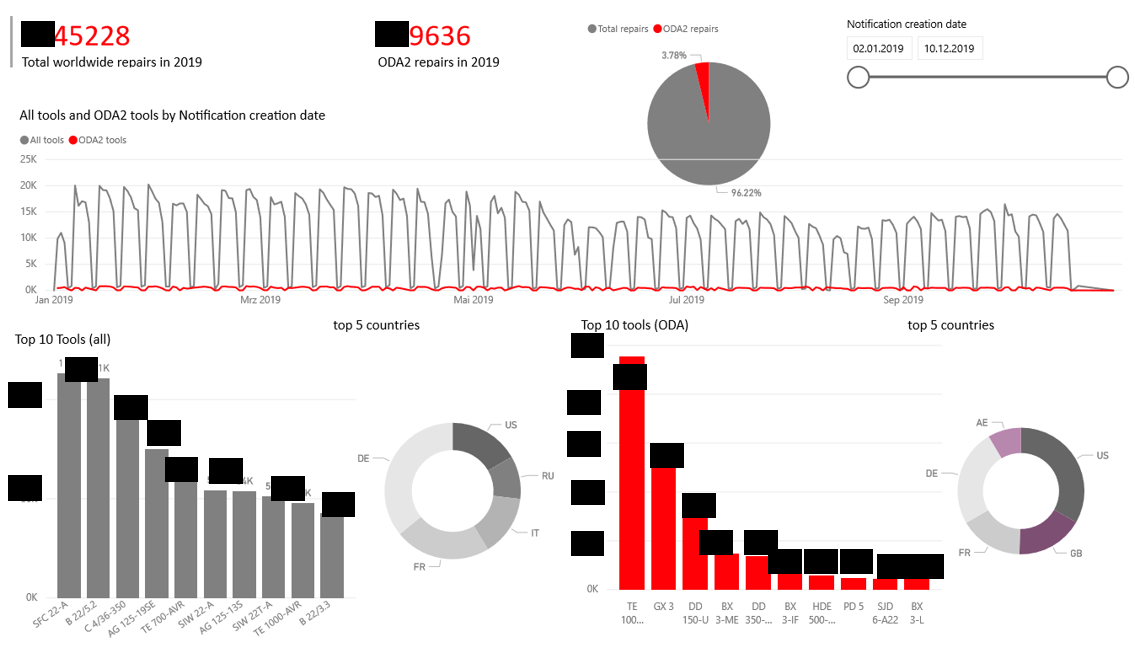 45228
Total worldwide repairs in 2019
9636
ODA2 repairs in 2019
Total repairs ODA2 repairs
3.78%
96.22%
Notification creation date
02.01.2019 10.12.2019
All tools and ODA2 tools by Notification creation date
All tools ODA2 tools
25K
20K
15K
10K
5K
0K
Jan 2019 Mrz 2019 Mai 2019 Jul 2019 Sep 2019
Top 10 Tools (all)
top 5 countries
0K
SFC 22-A B 22/5.2 C 4/36-350 AG 125-19SE TE 700-AVR SIW 22-A AG 125-13S SIW 22T-A TE 1000-AVR B 22/3.3
US
RU
IT
FR
DE
Top 10 tools (ODA)
top 5 countries
0K
TE 100... GX 3 DD 150-U BX 3-ME DD 350-... BX 3-IF HDE 500-... PD 5 SJD 6-A22 BX 3-L
AE
US
DE
FR
GB